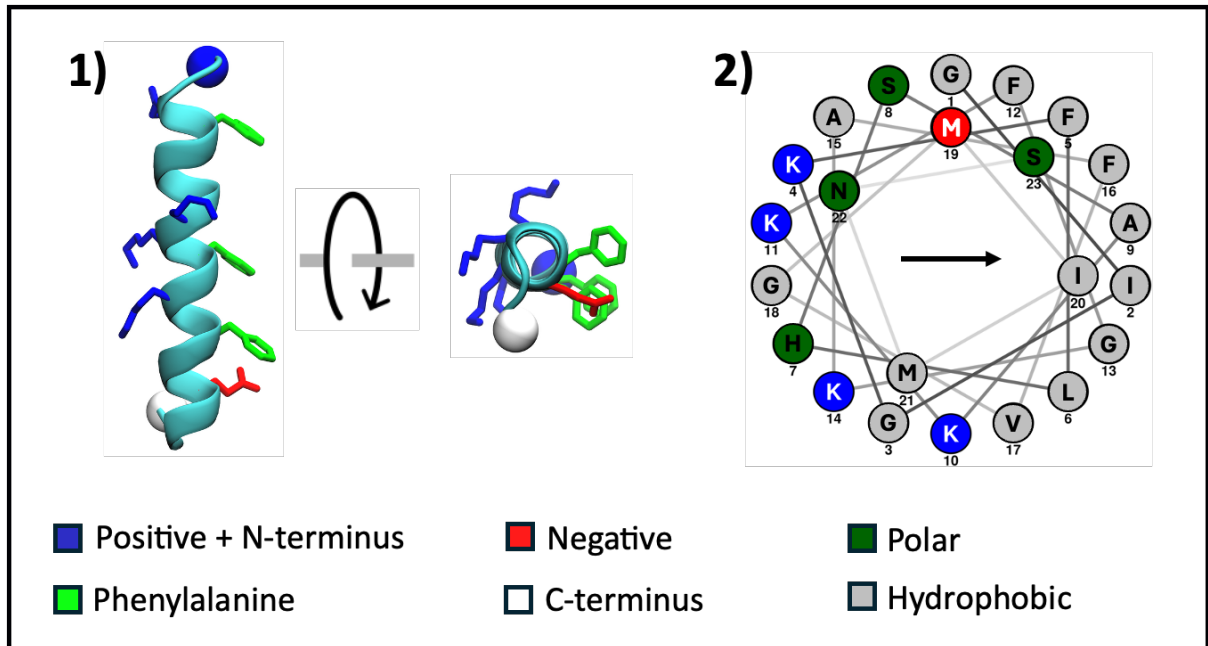 1)
2)
G
1
S
8
F
12
A
15
M
19
F
5
K
4
N
22
S
23
F
16
K
11
A
9
G
18
I
20
I
2
H
7
M
21
G
13
K
14
G
3
K
10
V
17
L
6
Positive + N-terminus
Negative
Polar
Phenylalanine
C-terminus
Hydrophobic